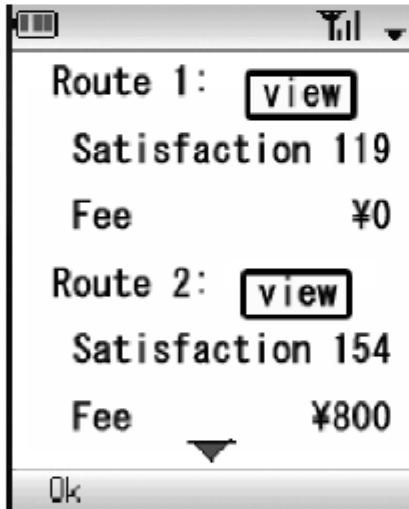 Route 1: view
Satisfaction 119
Fee ¥0
Route 2: view
Satisfaction 154
Fee ¥800
Ok